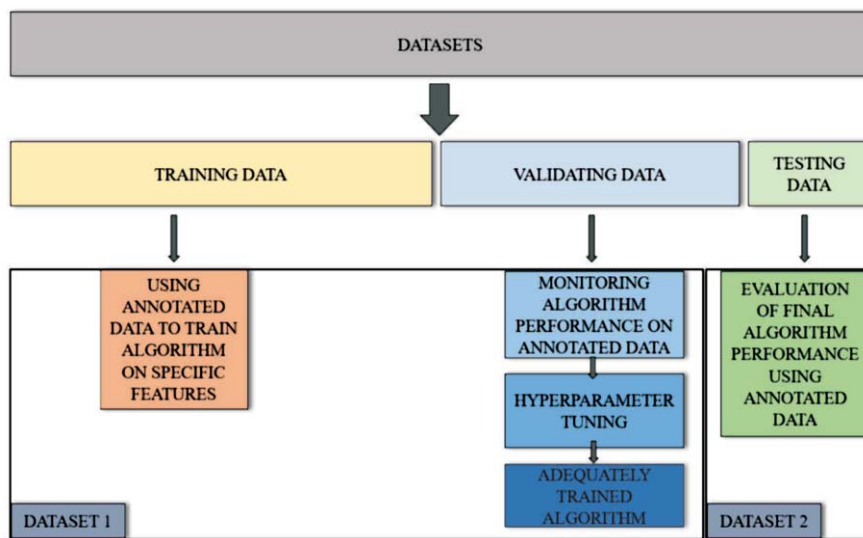 DATASETS
TRAINING DATA
VALIDATING DATA
TESTING
DATA
USING
ANNOTATED
DATA TO TRAIN
ALGORITHM
ON SPECIFIC
FEATURES
MONITORING
ALGORITHM
PERFORMANCE ON
ANNOTATED DATA
HYPERPARAMETER
TUNING
ADEQUATELY
TRAINED
ALGORITHM
EVALUATION
OF FINAL
ALGORITHM
PERFORMANCE
USING
ANNOTATED
DATA
DATASET 1
DATASET 2